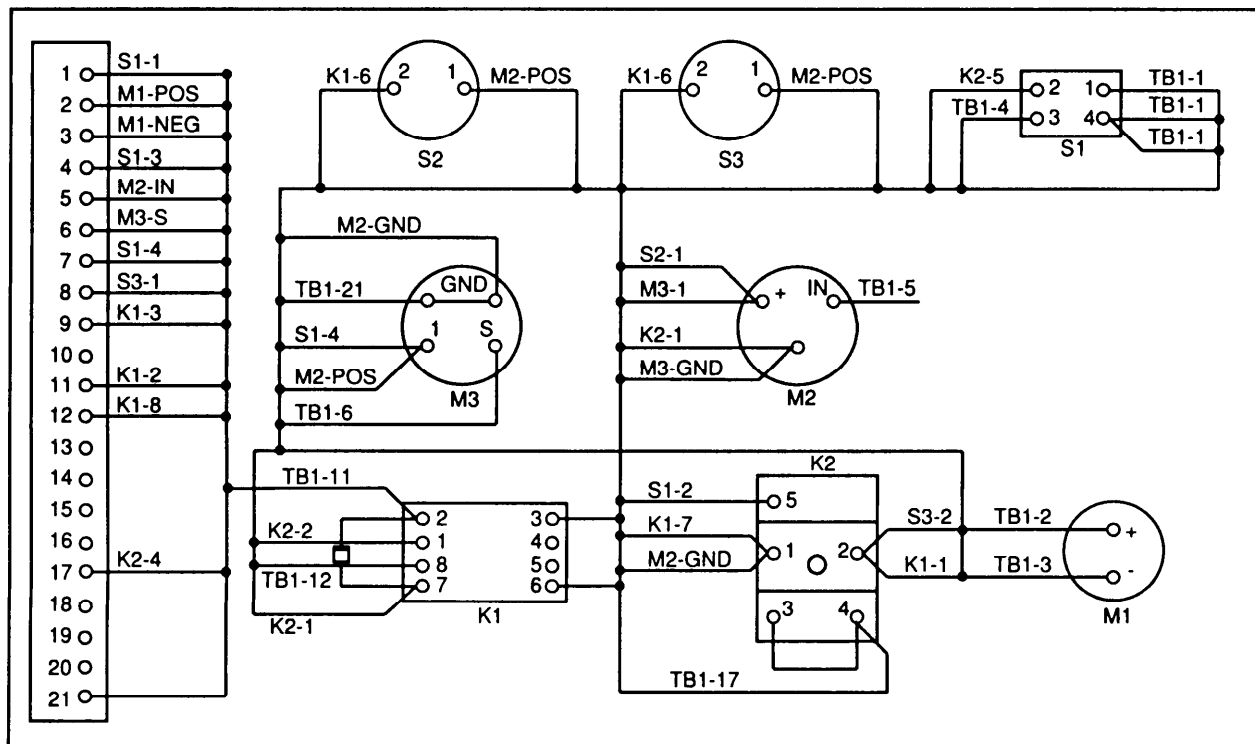 1 S1-1
2 M1-POS
3 M1-NEG
4 S1-3
5 M2-IN
6 M3-S
7 S1-4
8 S3-1
9 K1-3
10
11 K1-2
12 K1-8
13
14
15
16
17 K2-4
18
19
20
21
K1-6 2 1 M2-POS
S2
K1-6 2 1 M2-POS
S3
K2-5 2 1 TB1-1
TB1-4 3 4 TB1-1
TB1-1
S1
M2-GND
TB1-21 GND
S1-4 1 S
M2-POS
M3
TB1-6
S2-1
M3-1 + IN TB1-5
K2-1
M3-GND
M2
TB1-11
2 3
K2-2 1 4
TB1-12 8 5
7 6
K2-1
K1
K2
S1-2 5
K1-7
1 2
M2-GND
3 4
TB1-17
S3-2 TB1-2 +
K1-1 TB1-3 -
M1